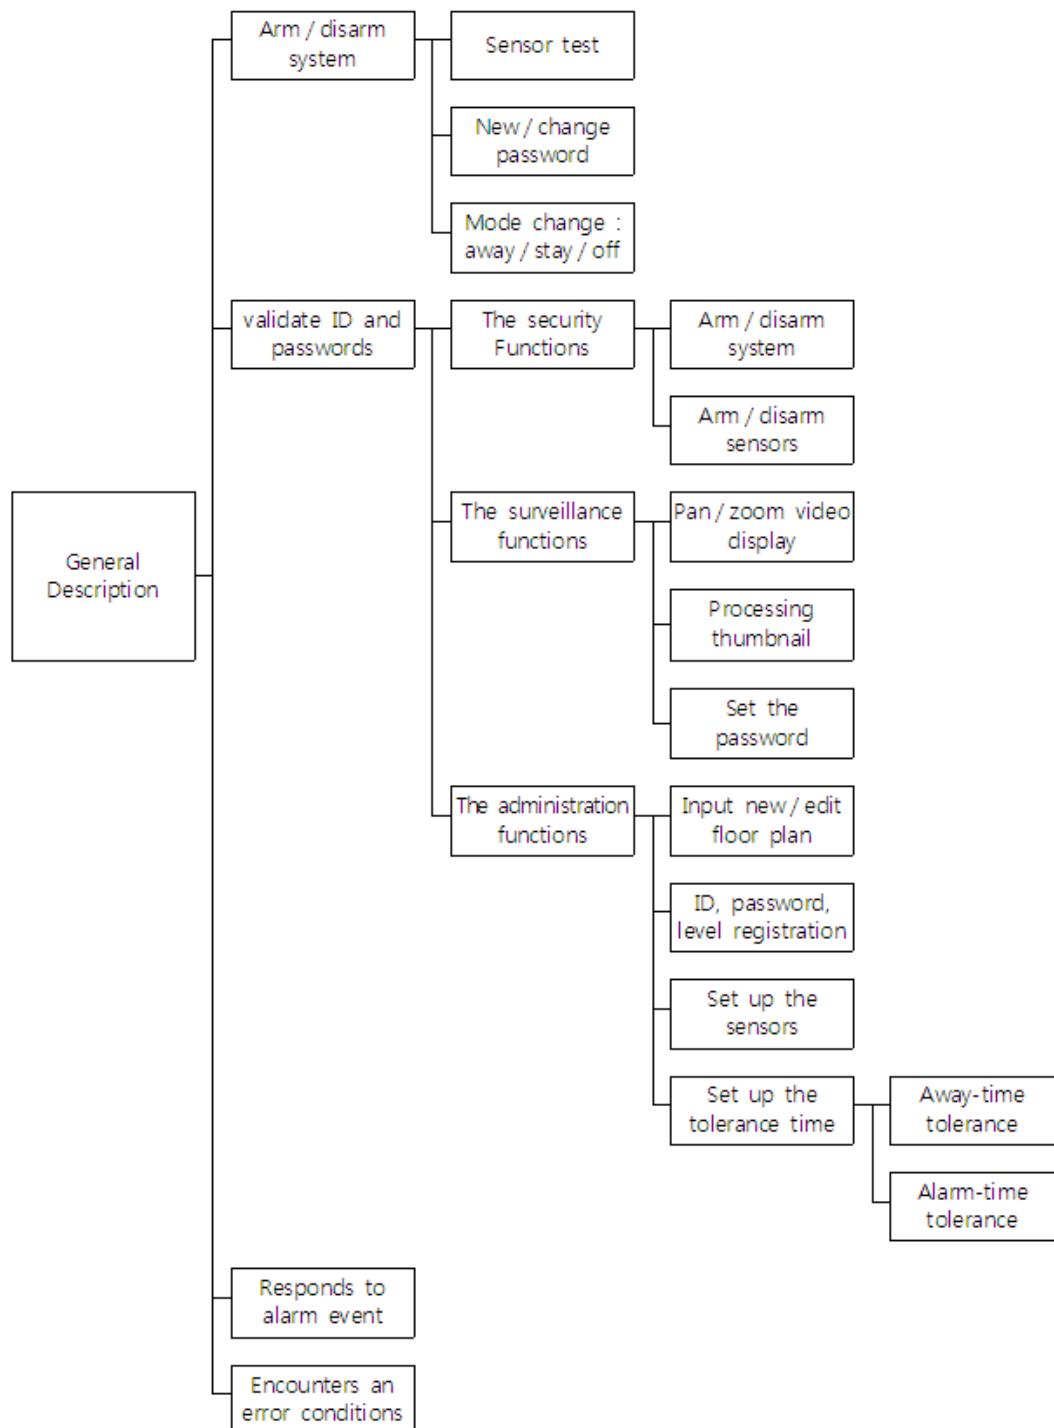 Arm / disarm
system
Sensor test
New / change
password
Mode change :
away / stay / off
validate ID and
passwords
The security
Functions
Arm / disarm
system
Arm / disarm
sensors
General
Description
The surveillance
functions
Pan / zoom video
display
Processing
thumbnail
Set the
password
The administration
functions
Input new / edit
floor plan
ID, password,
level registration
Set up the
sensors
Set up the
tolerance time
Away-time
tolerance
Alarm-time
tolerance
Responds to
alarm event
Encounters an
error conditions